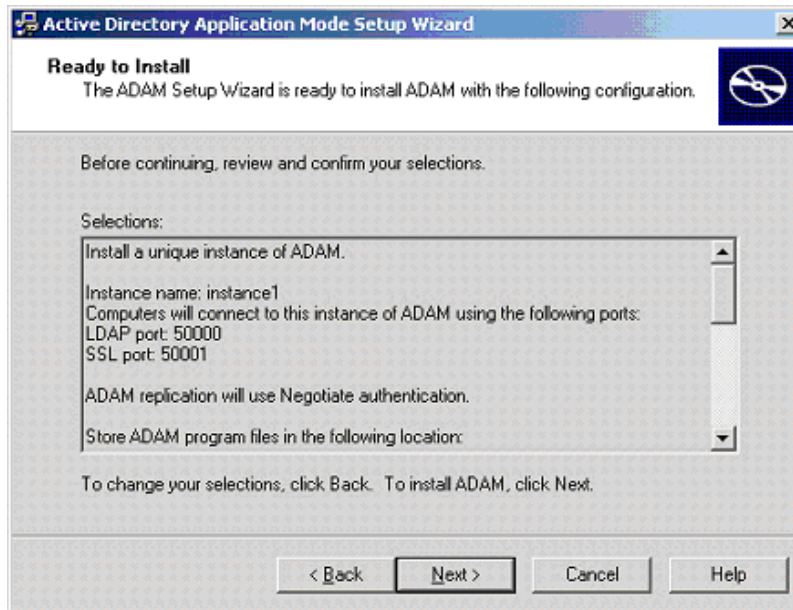 Active Directory Application Mode Setup Wizard
Ready to Install
The ADAM Setup Wizard is ready to install ADAM with the following configuration.
Before continuing, review and confirm your selections.
Selections:
Install a unique instance of ADAM.
Instance name: instance1
Computers will connect to this instance of ADAM using the following ports:
LDAP port: 50000
SSL port: 50001
ADAM replication will use Negotiate authentication.
Store ADAM program files in the following location:
To change your selections, click Back. To install ADAM, click Next.
< Back Next > Cancel Help